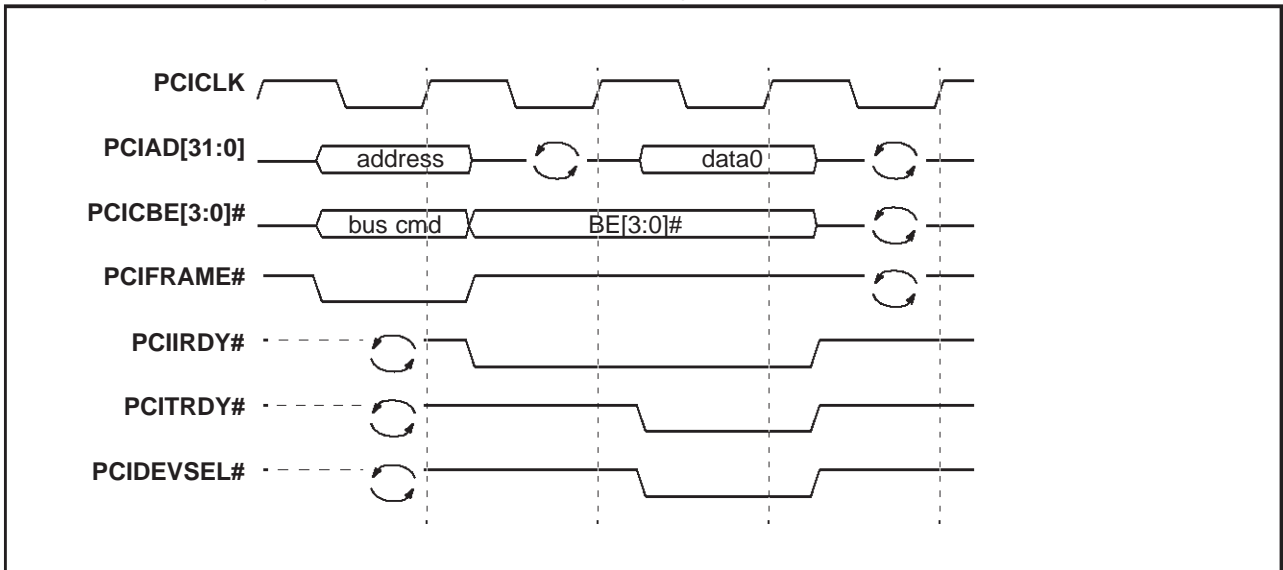 PCICLK
PCIAD[31:0] address data0
PCICBE[3:0]# bus cmd BE[3:0]#
PCIFRAME#
PCIIRDY#
PCITRDY#
PCIDEVSEL#